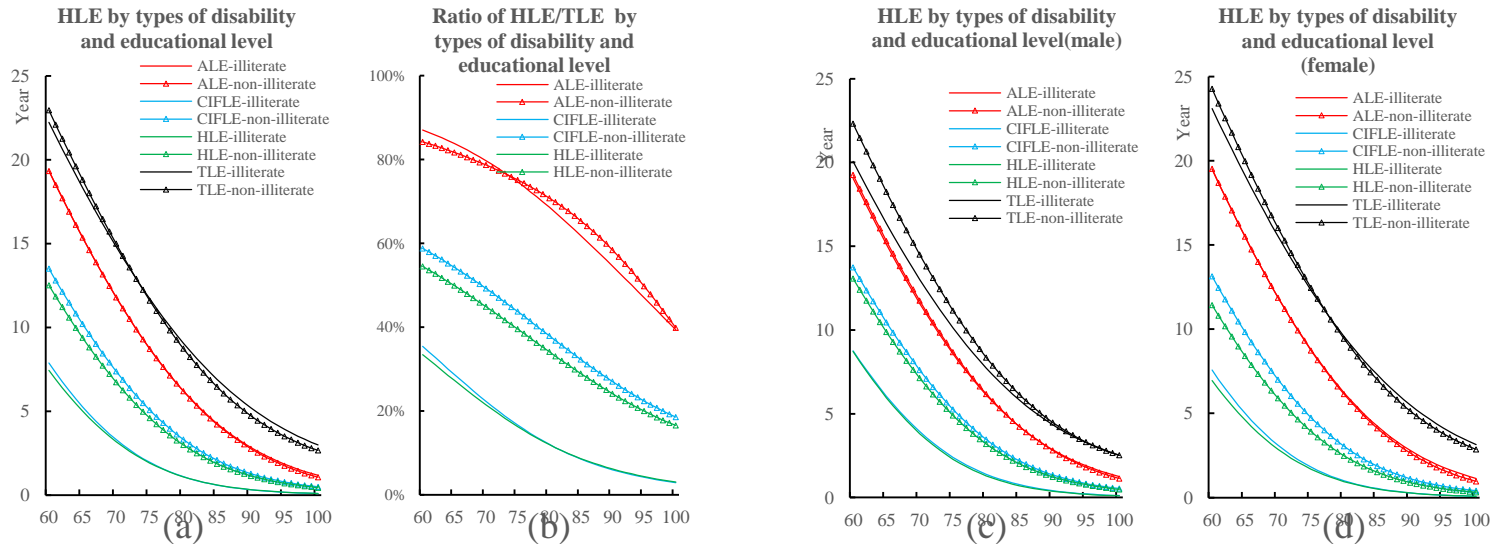 HLE by types of disability
and educational level
25
20
15
10
5
0
Year
ALE-illiterate
ALE-non-illiterate
CIFLE-illiterate
CIFLE-non-illiterate
HLE-illiterate
HLE-non-illiterate
TLE-illiterate
TLE-non-illiterate
60 65 70 75 80 85 90 95 100
(a)
Ratio of HLE/TLE by
types of disability and
educational level
100%
80%
60%
40%
20%
0%
ALE-illiterate
ALE-non-illiterate
CIFLE-illiterate
CIFLE-non-illiterate
HLE-illiterate
HLE-non-illiterate
60 65 70 75 80 85 90 95 100
(b)
HLE by types of disability
and educational level(male)
25
20
15
10
5
0
Year
ALE-illiterate
ALE-non-illiterate
CIFLE-illiterate
CIFLE-non-illiterate
HLE-illiterate
HLE-non-illiterate
TLE-illiterate
TLE-non-illiterate
60 65 70 75 80 85 90 95 100
(c)
HLE by types of disability
and educational level
(female)
25
20
15
10
5
0
Year
ALE-illiterate
ALE-non-illiterate
CIFLE-illiterate
CIFLE-non-illiterate
HLE-illiterate
HLE-non-illiterate
TLE-illiterate
TLE-non-illiterate
60 65 70 75 80 85 90 95 100
(d)